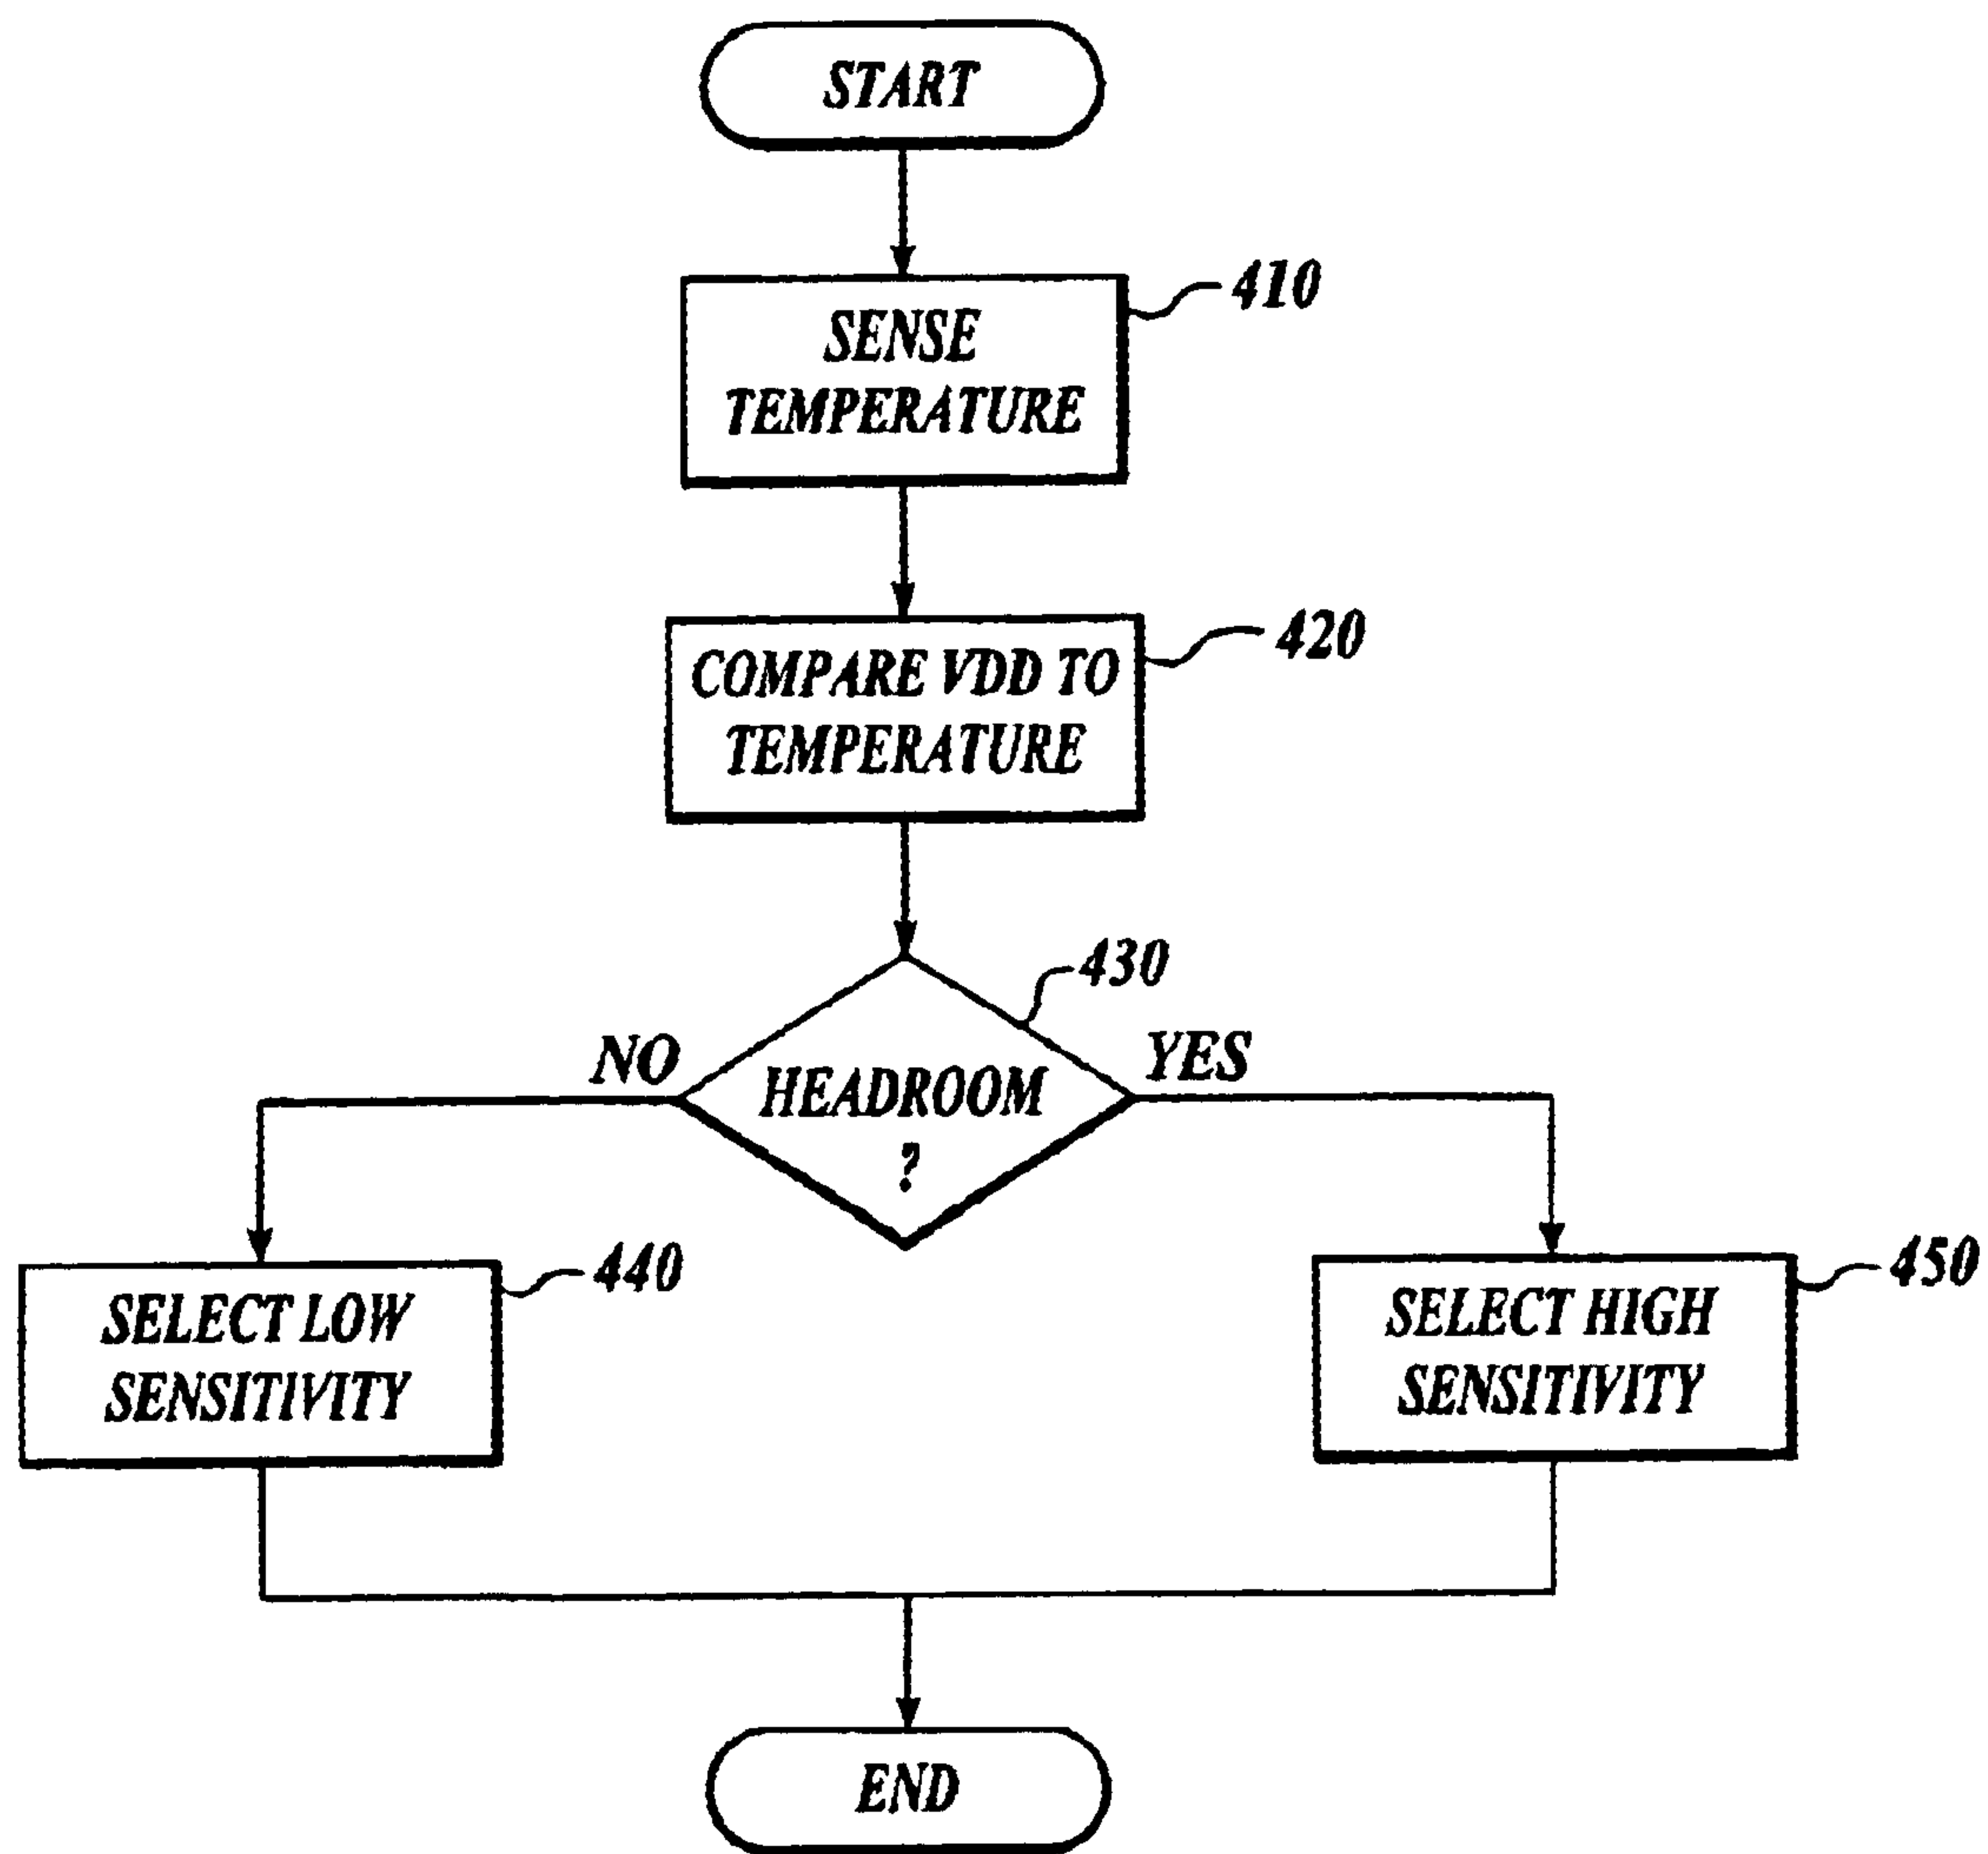 START
410
SENSE
TEMPERATURE
420
COMPARE VDD TO
TEMPERATURE
430
NO
YES
HEADROOM
?
440
450
SELECT LOW
SENSITIVITY
SELECT HIGH
SENSITIVITY
END